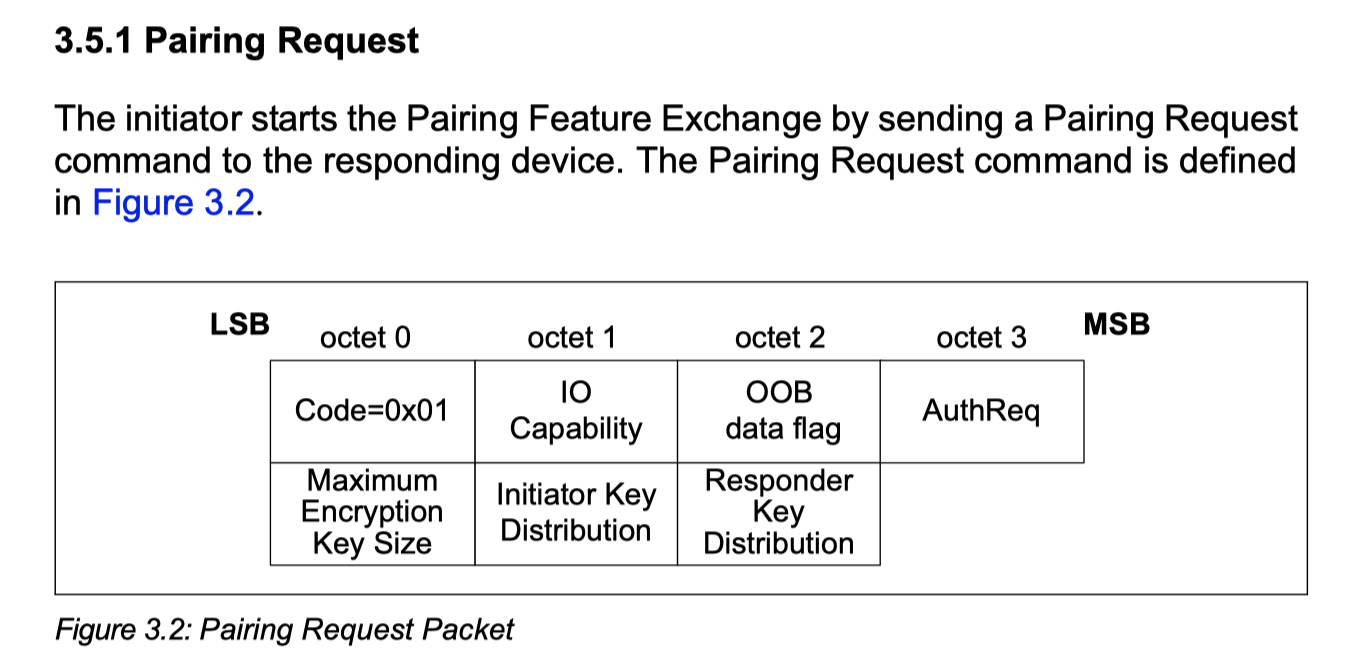 3.5.1 Pairing Request
The initiator starts the Pairing Feature Exchange by sending a Pairing Request
command to the responding device. The Pairing Request command is defined
in Figure 3.2.
LSB octet 0 octet 1 octet 2 octet 3 MSB
Code=0x01
IO
Capability
OOB
data flag
AuthReq
Maximum
Encryption
Key Size
Initiator Key
Distribution
Responder
Key
Distribution
Figure 3.2: Pairing Request Packet